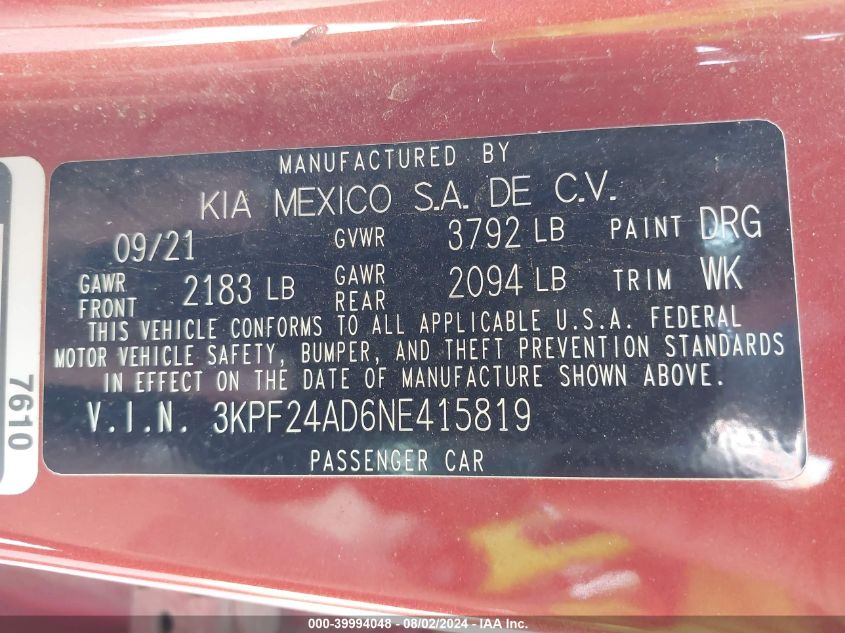 MANUFACTURED BY
KIA MEXICO S.A. DE C.V.
09/21 GVWR 3792 LB PAINT DRG
GAWR FRONT 2183 LB GAWR REAR 2094 LB TRIM WK
THIS VEHICLE CONFORMS TO ALL APPLICABLE U.S.A. FEDERAL
MOTOR VEHICLE SAFETY, BUMPER, AND THEFT PREVENTION STANDARDS
IN EFFECT ON THE DATE OF MANUFACTURE SHOWN ABOVE.
V.I.N. 3KPF24AD6NE415819
PASSENGER CAR
7610
000-39994048 - 08/02/2024 - IAA Inc.